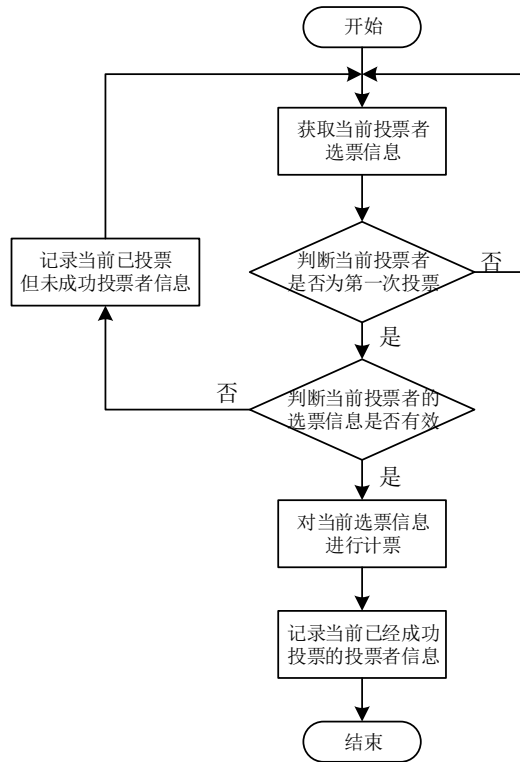 开始
获取当前投票者
选票信息
记录当前已投票
但未成功投票者信息
判断当前投票者
是否为第一次投票
否
是
否
判断当前投票者的
选票信息是否有效
是
对当前选票信息
进行计票
记录当前已经成功
投票的投票者信息
结束